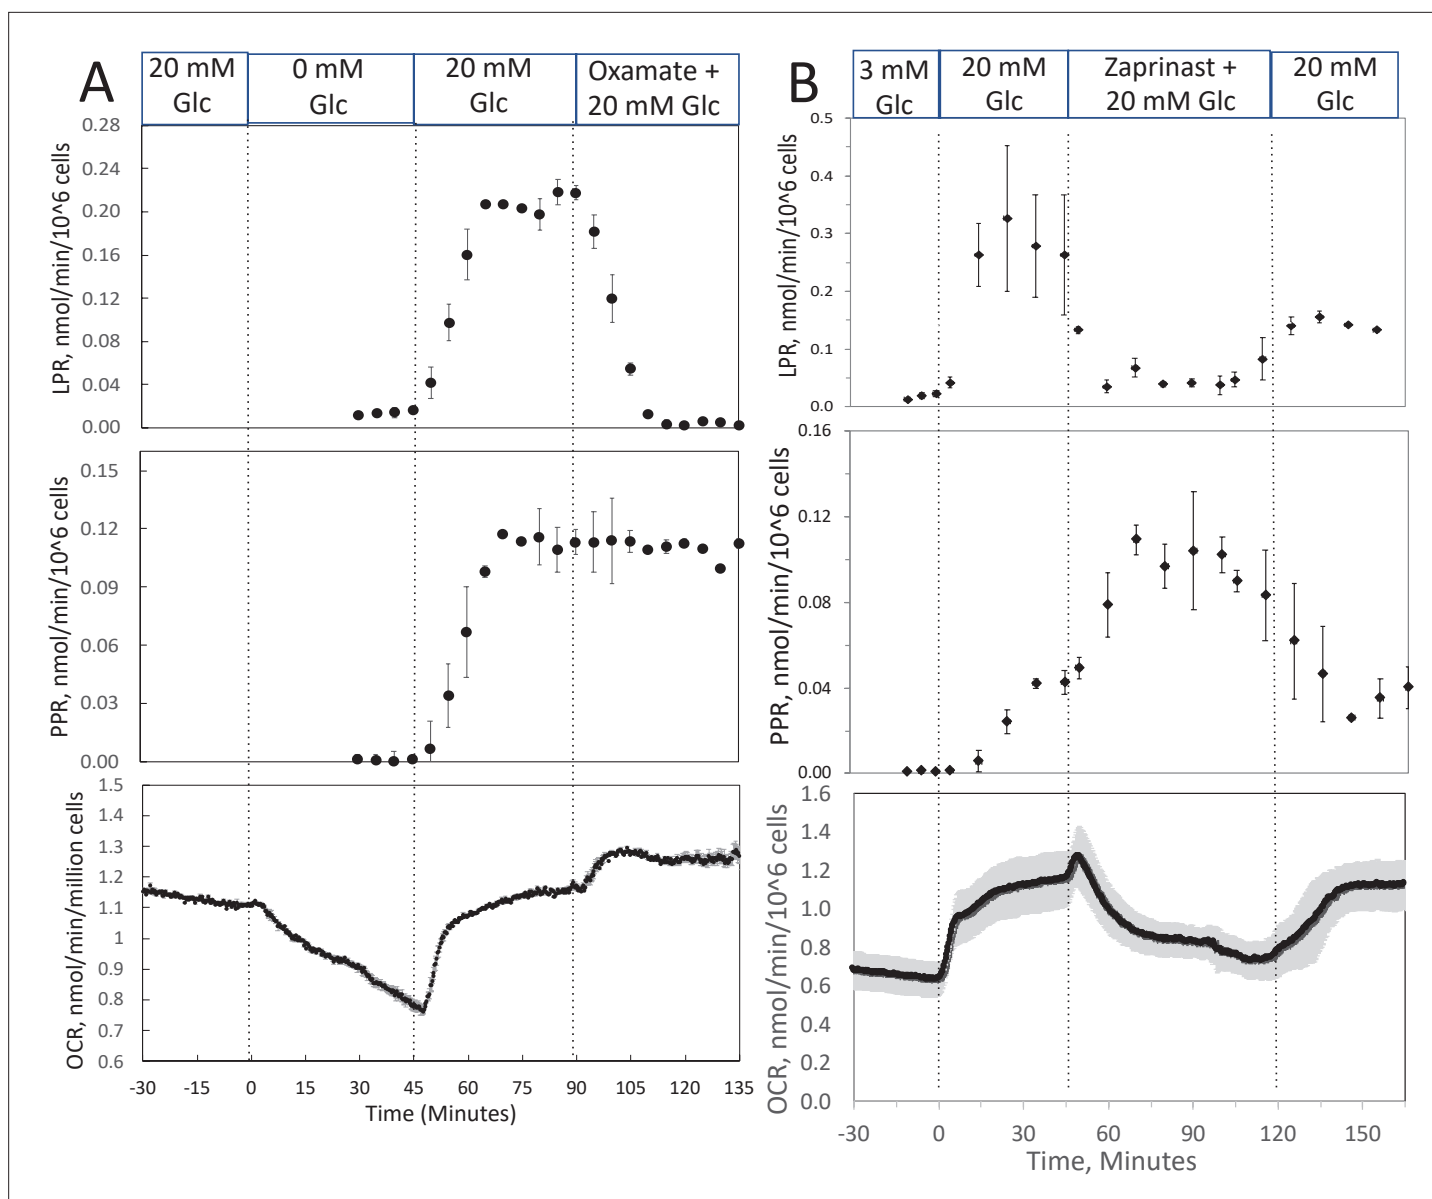 A
20 mM
Glc
0 mM
Glc
20 mM
Glc
Oxamate +
20 mM Glc
LPR, nmol/min/10^6 cells
0.28
0.24
0.20
0.16
0.12
0.08
0.04
0.00
PPR, nmol/min/10^6 cells
0.15
0.12
0.09
0.06
0.03
0.00
OCR, nmol/min/million cells
1.5
1.4
1.3
1.2
1.1
1
0.9
0.8
0.7
0.6
-30 -15 0 15 30 45 60 75 90 105 120 135
Time (Minutes)
B
3 mM
Glc
20 mM
Glc
Zaprinast +
20 mM Glc
20 mM
Glc
LPR, nmol/min/10^6 cells
0.5
0.4
0.3
0.2
0.1
0.0
PPR, nmol/min/10^6 cells
0.16
0.12
0.08
0.04
0.00
OCR, nmol/min/10^6 cells
1.6
1.4
1.2
1.0
0.8
0.6
0.4
0.2
0.0
-30 0 30 60 90 120 150
Time, Minutes